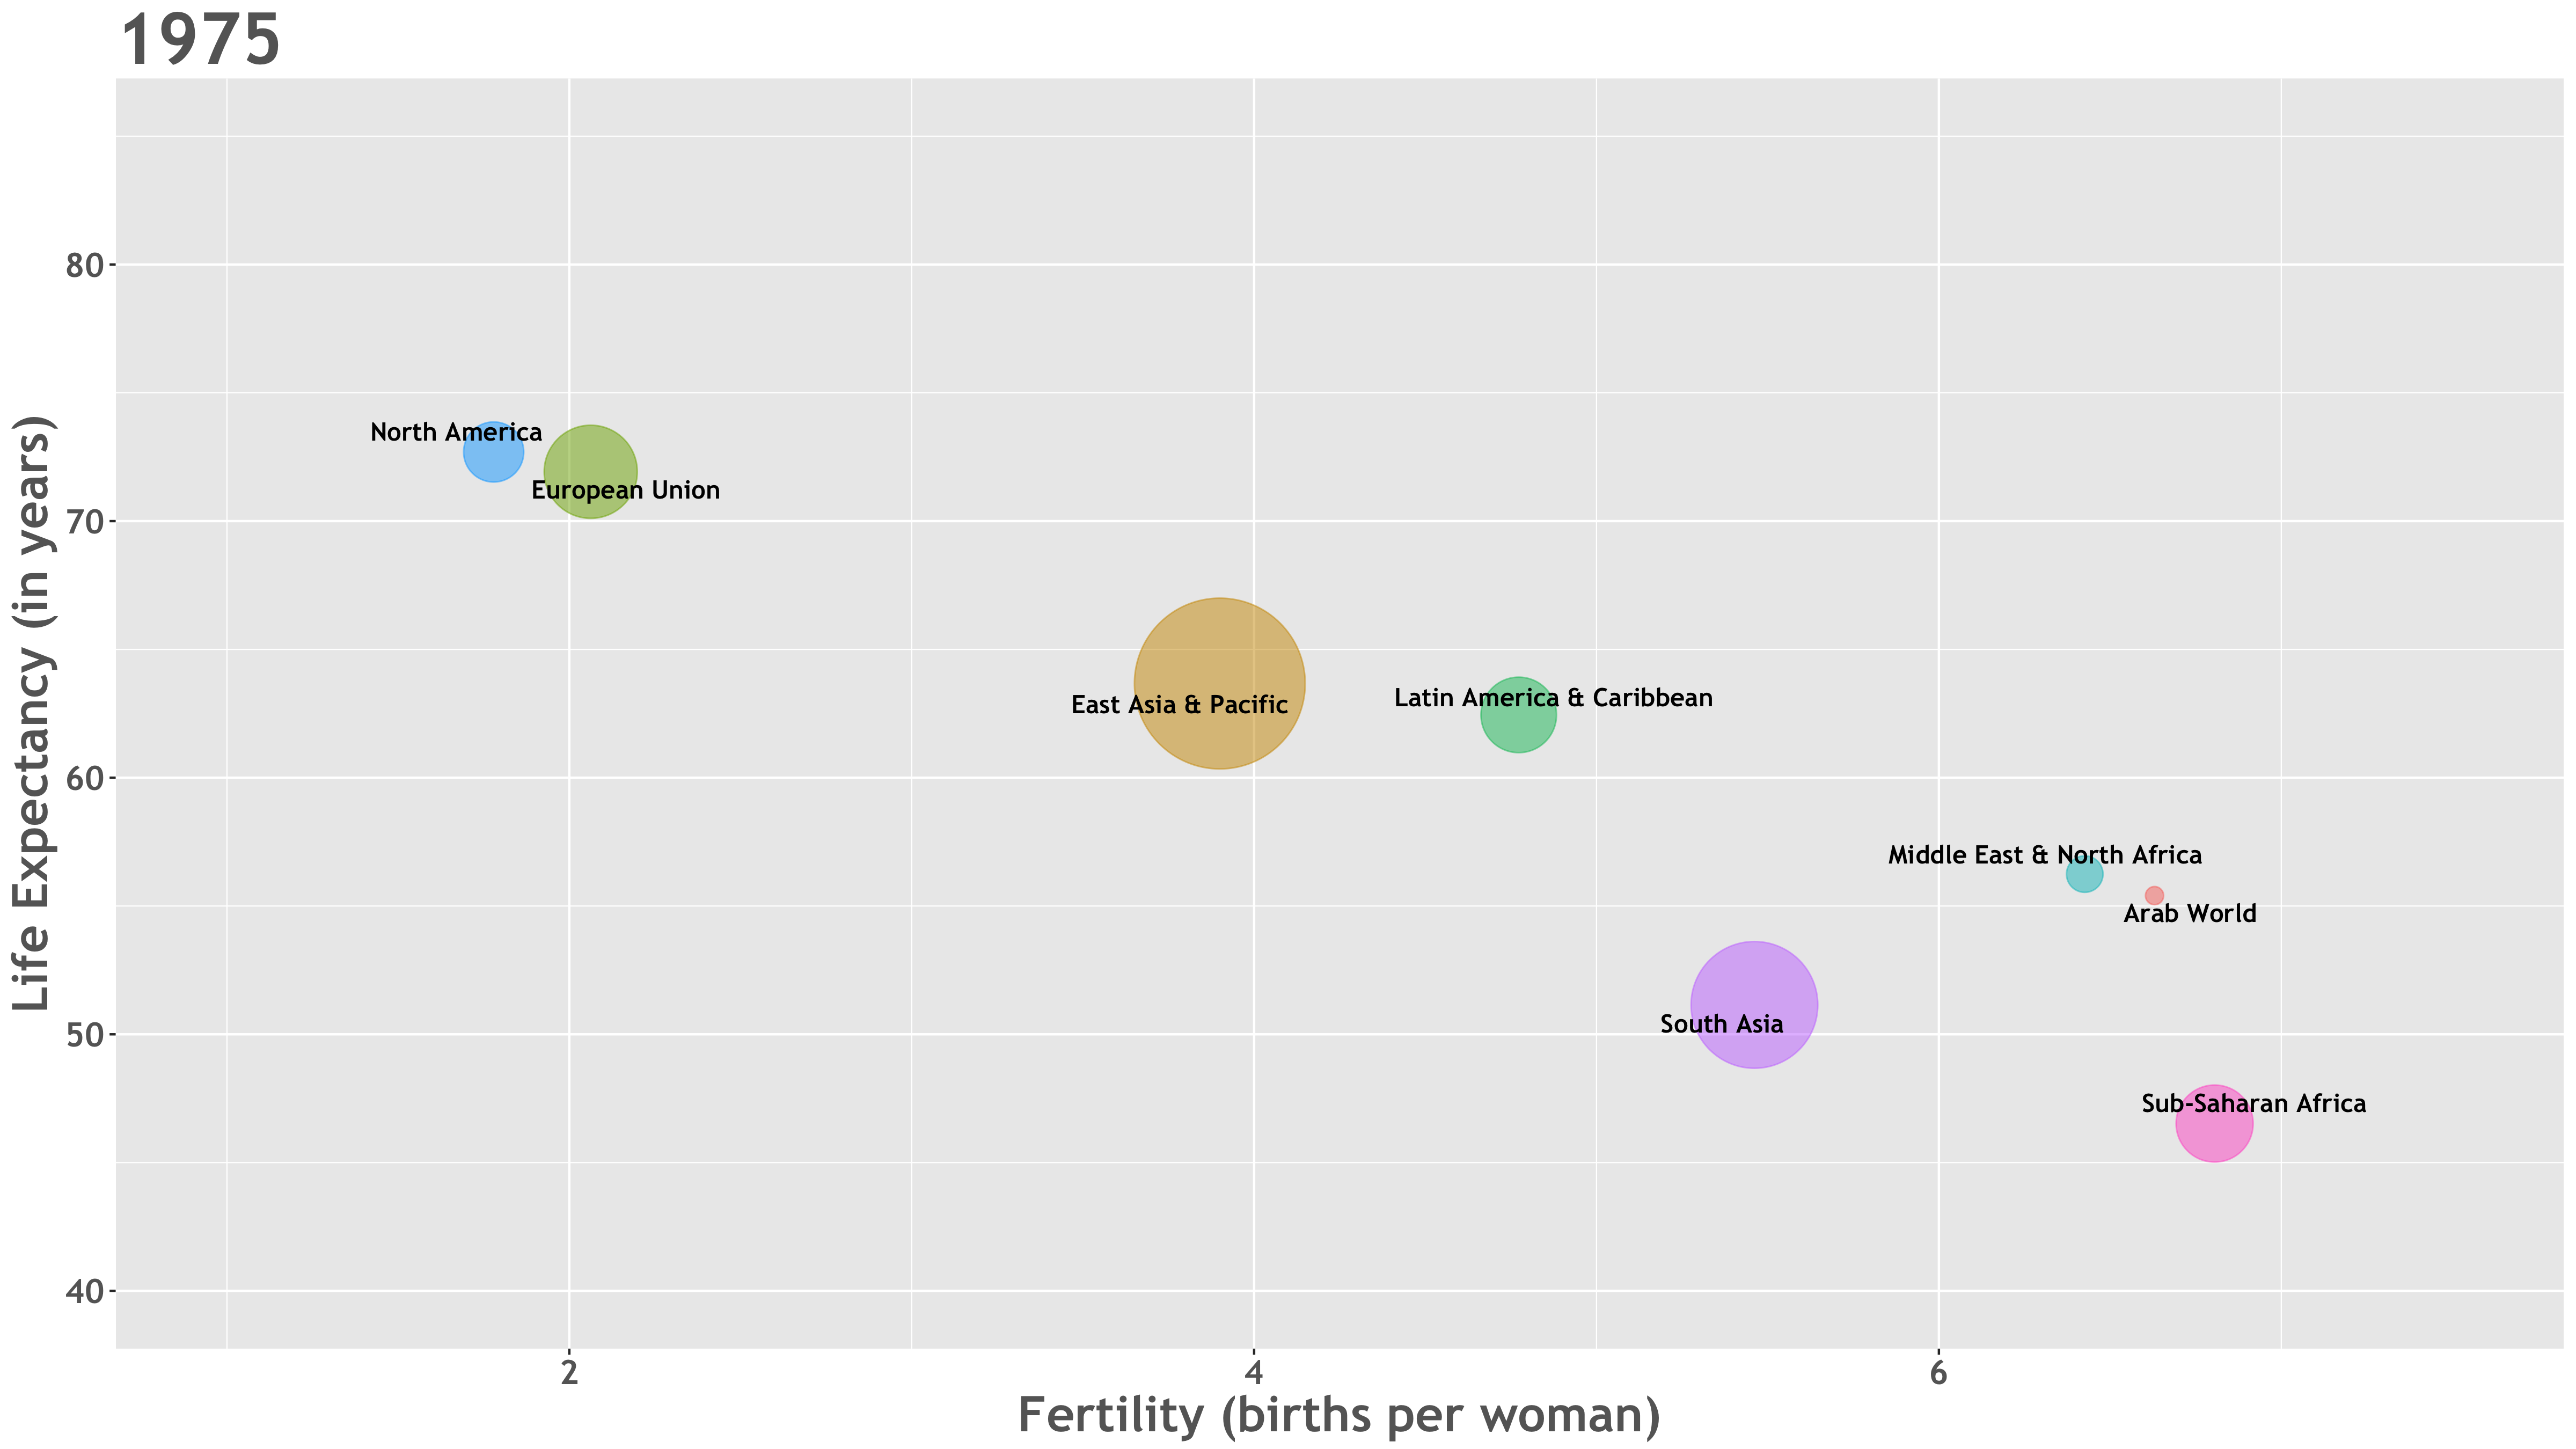 1975
80
70
60
50
40
Life Expectancy (in years)
North America
European Union
East Asia & Pacific
Latin America & Caribbean
Middle East & North Africa
Arab World
South Asia
Sub-Saharan Africa
2
4
6
Fertility (births per woman)